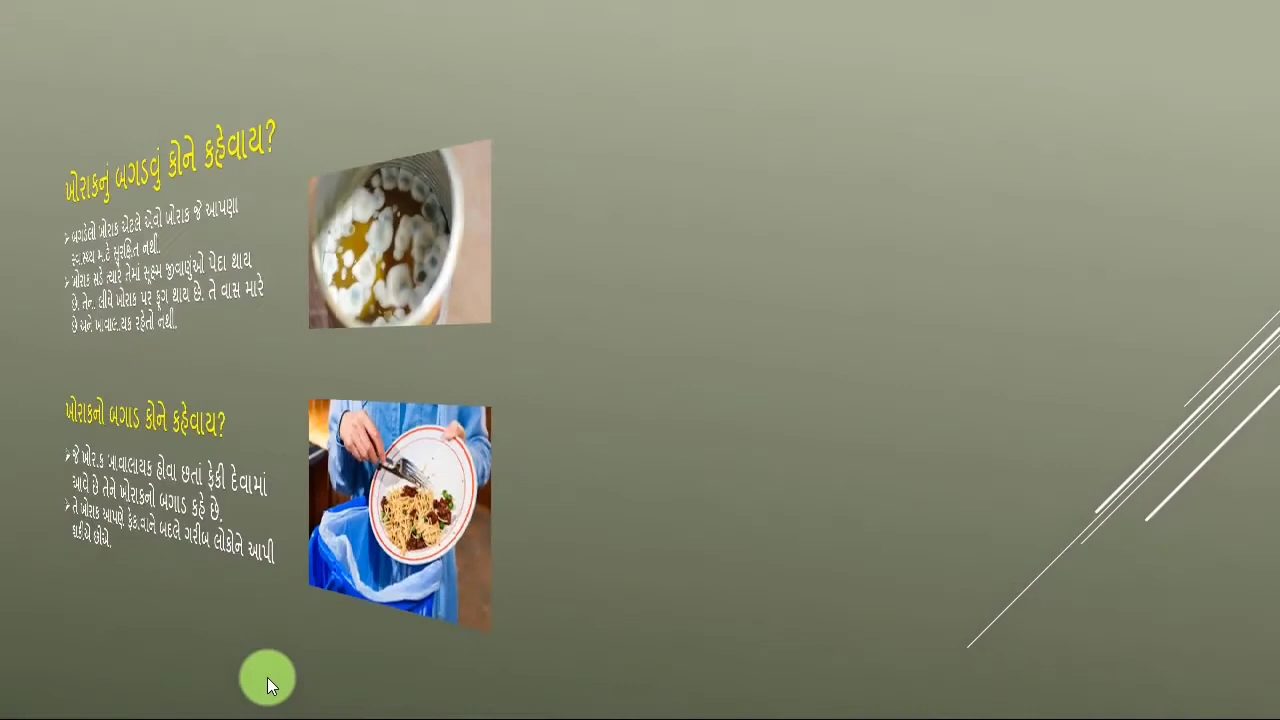 ખોરાકનું બગડવું કોને કહેવાય?
➢ બગડેલો ખોરાક એટલે એવો ખોરાક જે આપણા
સ્વાસ્થ્ય માટે સુરક્ષિત નથી.
➢ ખોરાક સડે ત્યારે તેમાં સૂક્ષ્મ જીવાણુંઓ પેદા થાય
છે. તેના લીધે ખોરાક પર ફૂગ થાય છે. તે વાસ મારે
છે અને ખાવાલાયક રહેતો નથી.
ખોરાકનો બગાડ કોને કહેવાય?
➢ જે ખોરાક ખાવાલાયક હોવા છતાં ફેકી દેવામાં
આવે છે તેને ખોરાકનો બગાડ કહે છે.
➢ તે ખોરાક આપણે ફેકવાને બદલે ગરીબ લોકોને આપી
શકીએ છીએ.